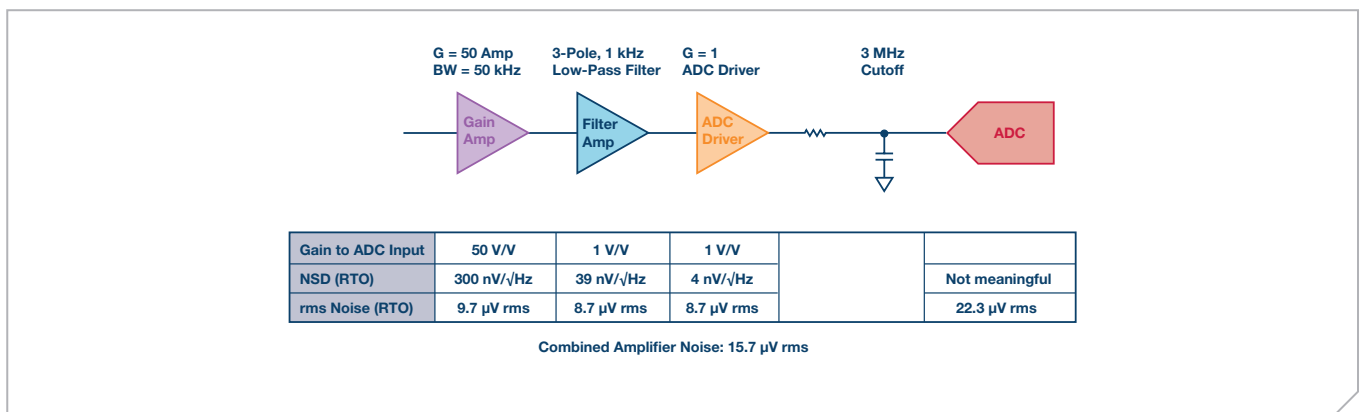 G = 50 Amp
BW = 50 kHz
3-Pole, 1 kHz
Low-Pass Filter
G = 1
ADC Driver
3 MHz
Cutoff
Gain
Amp
Filter
Amp
ADC
Driver
ADC
Gain to ADC Input 50 V/V 1 V/V 1 V/V
NSD (RTO) 300 nV/√Hz 39 nV/√Hz 4 nV/√Hz Not meaningful
rms Noise (RTO) 9.7 µV rms 8.7 µV rms 8.7 µV rms 22.3 µV rms
Combined Amplifier Noise: 15.7 µV rms